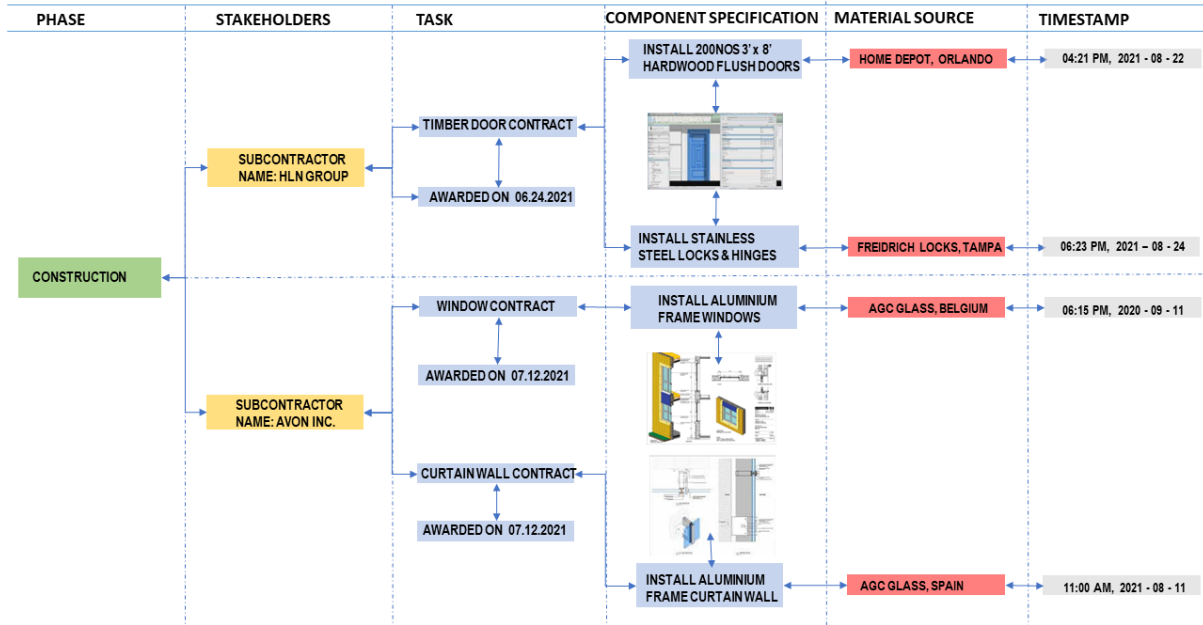 PHASE
STAKEHOLDERS
TASK
COMPONENT SPECIFICATION
MATERIAL SOURCE
TIMESTAMP
INSTALL 200NOS 3' x 8'
HARDWOOD FLUSH DOORS
HOME DEPOT, ORLANDO
04:21 PM, 2021 - 08 - 22
TIMBER DOOR CONTRACT
SUBCONTRACTOR
NAME: HLN GROUP
AWARDED ON 06.24.2021
INSTALL STAINLESS
STEEL LOCKS & HINGES
FREIDRICH LOCKS, TAMPA
06:23 PM, 2021 – 08 - 24
CONSTRUCTION
WINDOW CONTRACT
INSTALL ALUMINIUM
FRAME WINDOWS
AGC GLASS, BELGIUM
06:15 PM, 2020 - 09 - 11
AWARDED ON 07.12.2021
SUBCONTRACTOR
NAME: AVON INC.
CURTAIN WALL CONTRACT
AWARDED ON 07.12.2021
INSTALL ALUMINIUM
FRAME CURTAIN WALL
AGC GLASS, SPAIN
11:00 AM, 2021 - 08 - 11